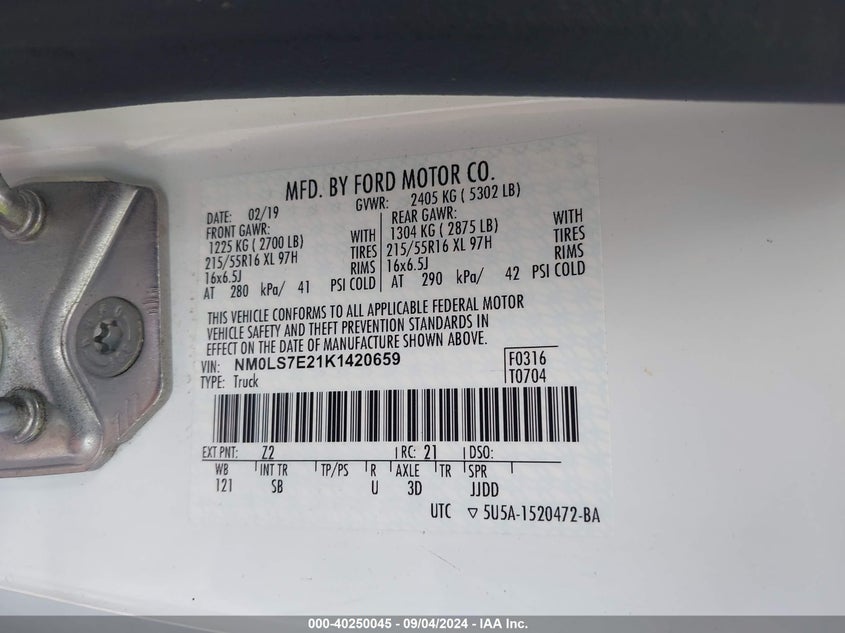 MFD. BY FORD MOTOR CO.
DATE: 02/19 GVWR: 2405 KG ( 5302 LB)
FRONT GAWR: WITH REAR GAWR: WITH
1225 KG ( 2700 LB) TIRES 1304 KG ( 2875 LB) TIRES
215/55R16 XL 97H RIMS 215/55R16 XL 97H RIMS
16x6.5J 16x6.5J
AT 280 kPa/ 41 PSI COLD AT 290 kPa/ 42 PSI COLD
THIS VEHICLE CONFORMS TO ALL APPLICABLE FEDERAL MOTOR
VEHICLE SAFETY AND THEFT PREVENTION STANDARDS IN
EFFECT ON THE DATE OF MANUFACTURE SHOWN ABOVE.
VIN: NM0LS7E21K1420659 F0316
TYPE: Truck T0704
EXT PNT: Z2 RC: 21 DSO:
WB INT TR TP/PS R AXLE TR SPR
121 SB U 3D JJDD
UTC ▽ 5U5A-1520472-BA
000-40250045 - 09/04/2024 - IAA Inc.